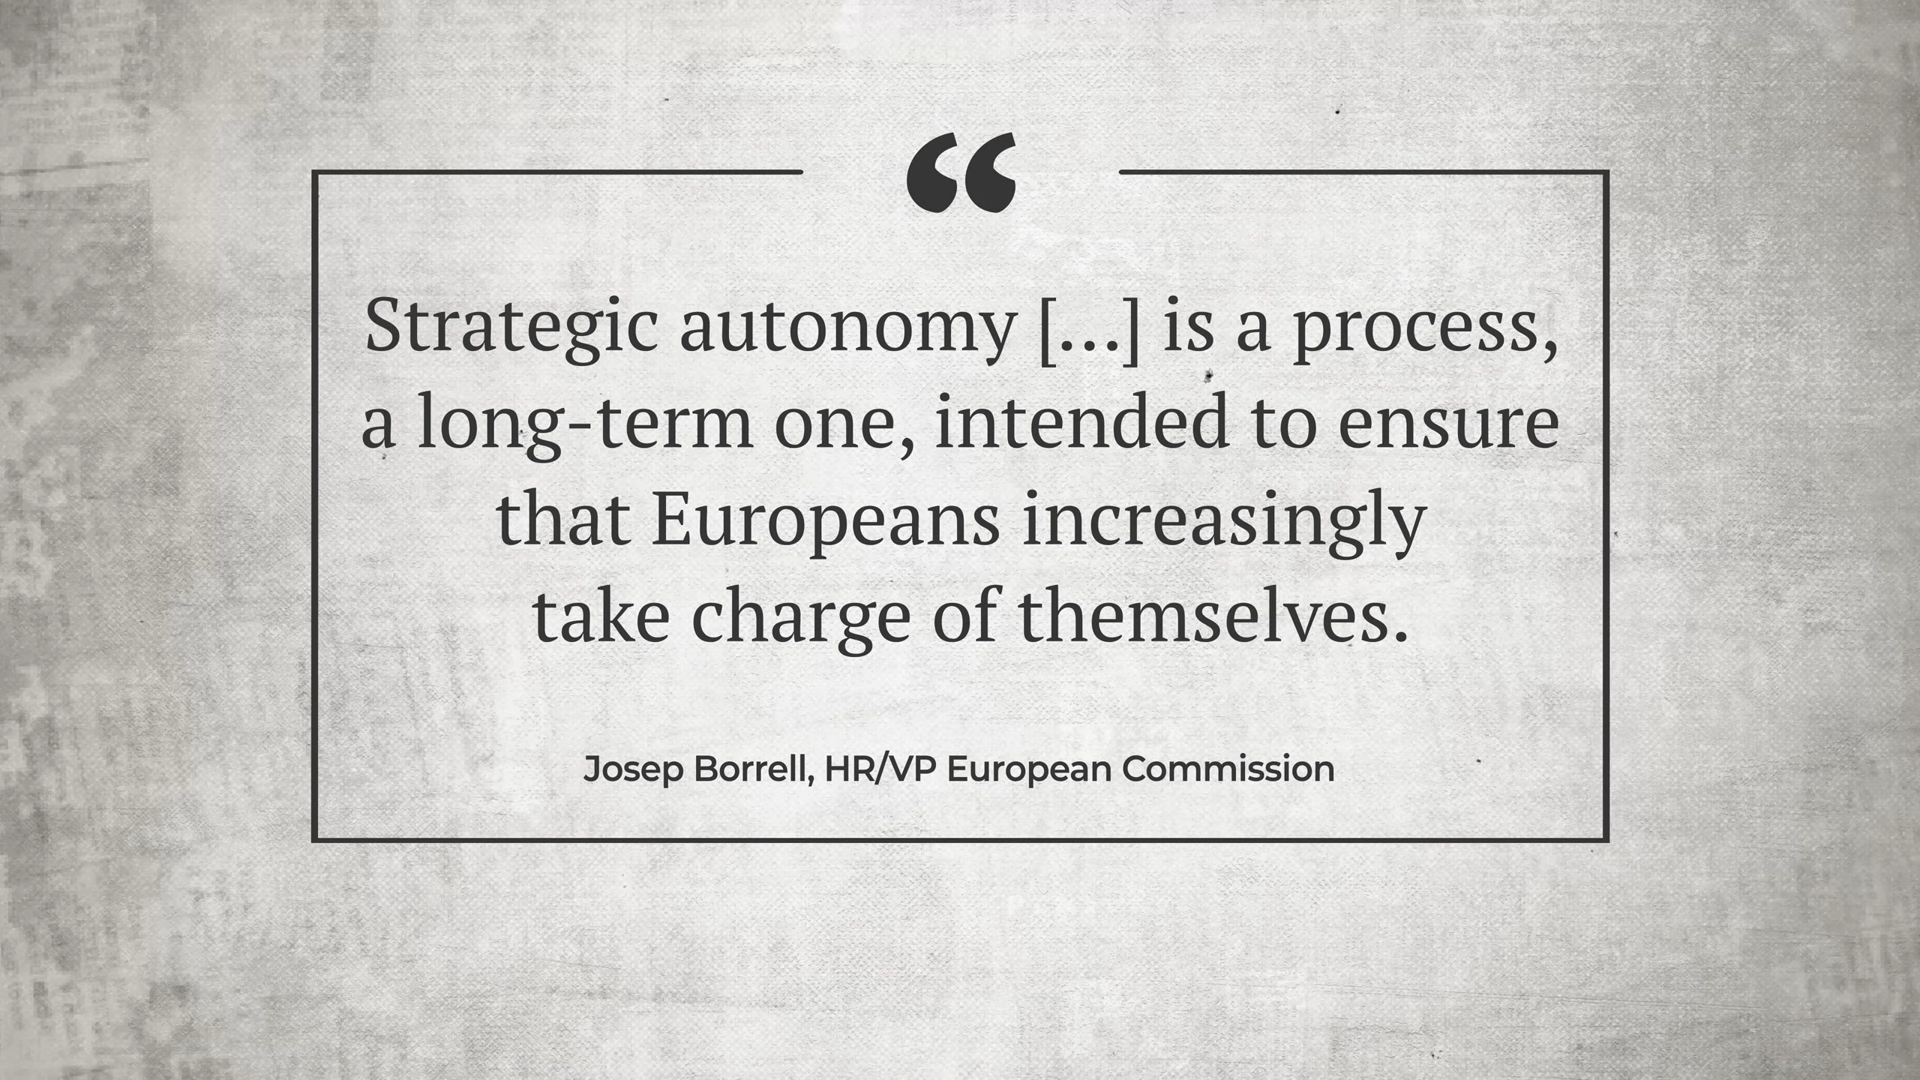 “
Strategic autonomy [...] is a process,
a long-term one, intended to ensure
that Europeans increasingly
take charge of themselves.
Josep Borrell, HR/VP European Commission